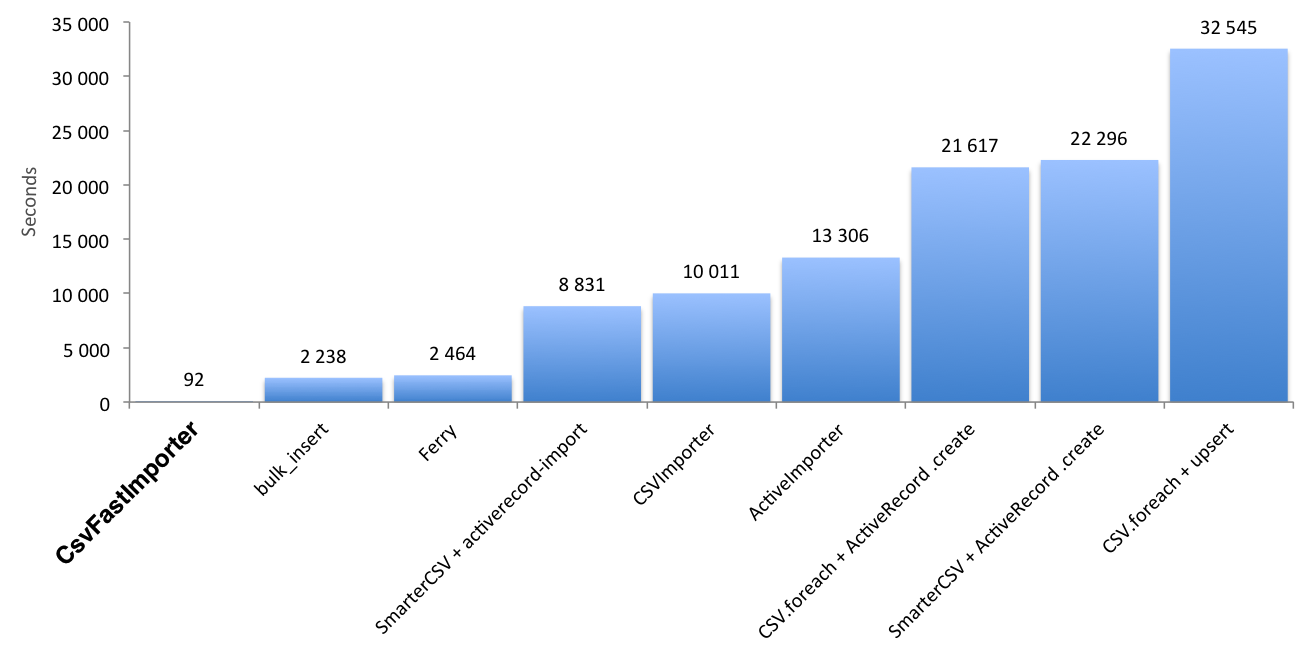 35 000
30 000
25 000
20 000
15 000
10 000
5 000
0
Seconds
92
2 238
2 464
8 831
10 011
13 306
21 617
22 296
32 545
CsvFastImporter
bulk_insert
Ferry
SmarterCSV + activerecord-import
CSVImporter
ActiveImporter
CSV.foreach + ActiveRecord .create
SmarterCSV + ActiveRecord .create
CSV.foreach + upsert